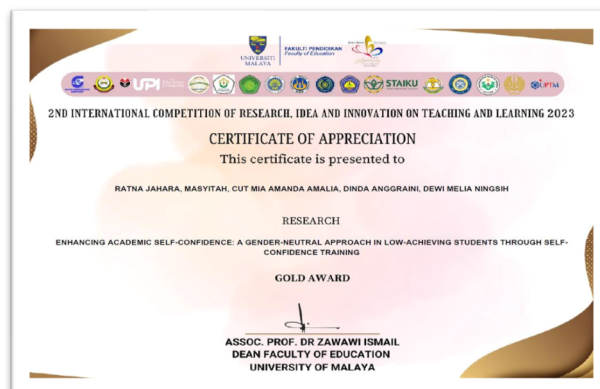 UNIVERSITI
MALAYA
FAKULTI PENDIDIKAN
Faculty of Education
UPI
STAIKU
UPTM
2ND INTERNATIONAL COMPETITION OF RESEARCH, IDEA AND INNOVATION ON TEACHING AND LEARNING 2023
CERTIFICATE OF APPRECIATION
This certificate is presented to
RATNA JAHARA, MASYITAH, CUT MIA AMANDA AMALIA, DINDA ANGGRAINI, DEWI MELIA NINGSIH
RESEARCH
ENHANCING ACADEMIC SELF-CONFIDENCE: A GENDER-NEUTRAL APPROACH IN LOW-ACHIEVING STUDENTS THROUGH SELF-
CONFIDENCE TRAINING
GOLD AWARD
ASSOC. PROF. DR ZAWAWI ISMAIL
DEAN FACULTY OF EDUCATION
UNIVERSITY OF MALAYA